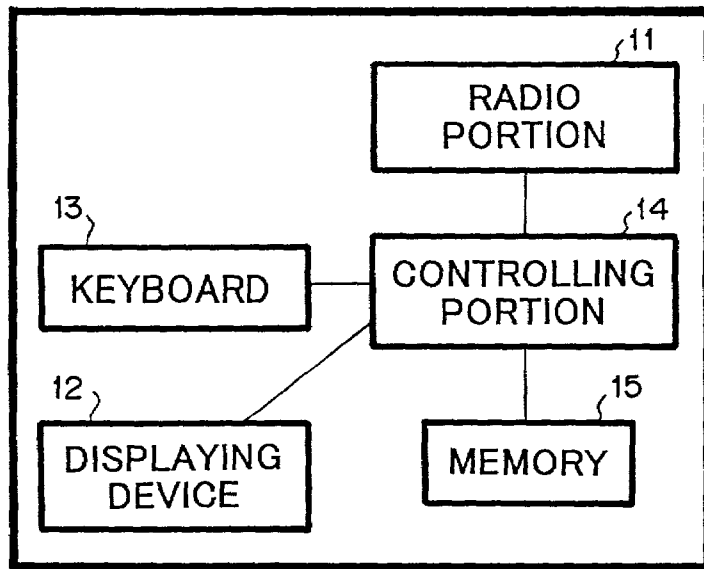 11
RADIO
PORTION
13
KEYBOARD
14
CONTROLLING
PORTION
12
DISPLAYING
DEVICE
15
MEMORY